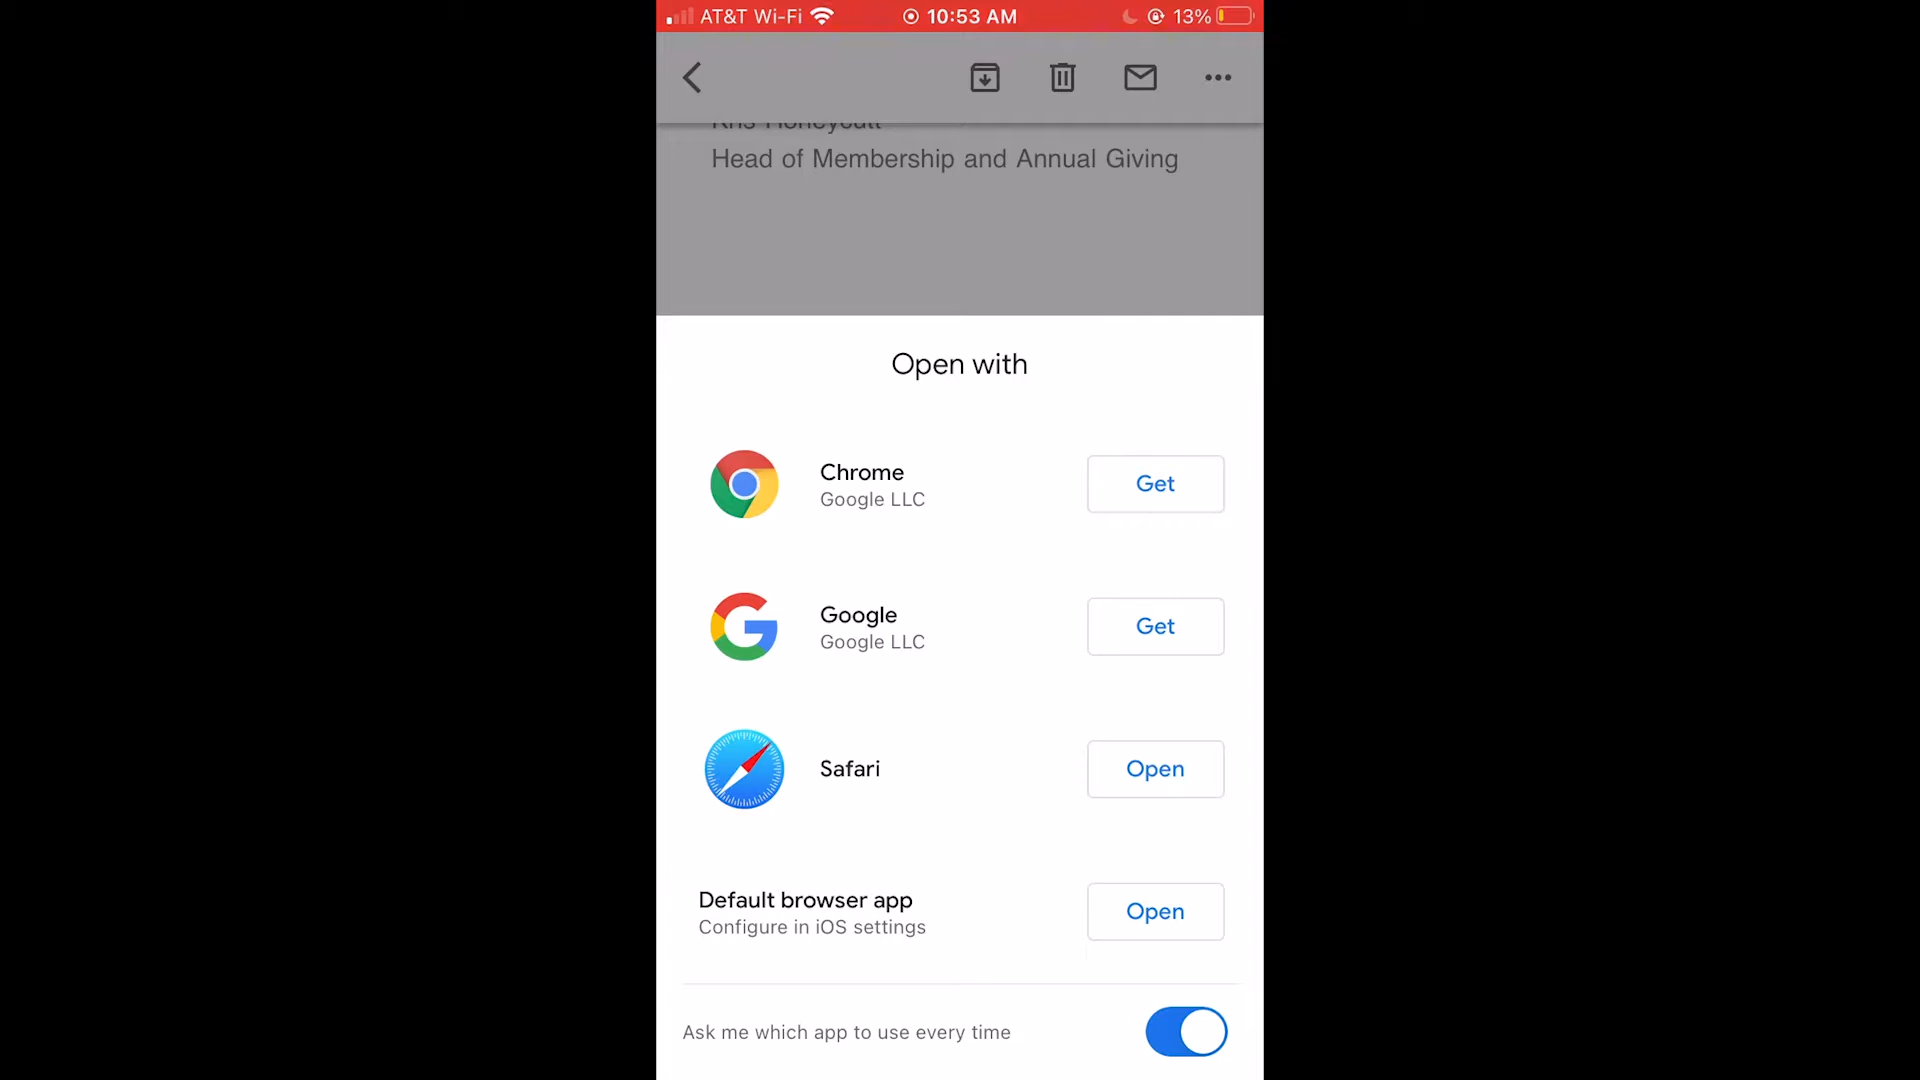 AT&T Wi-Fi 10:53 AM 13%
Kris Honeycutt
Head of Membership and Annual Giving
Open with
Chrome
Google LLC
Get
Google
Google LLC
Get
Safari
Open
Default browser app
Configure in iOS settings
Open
Ask me which app to use every time